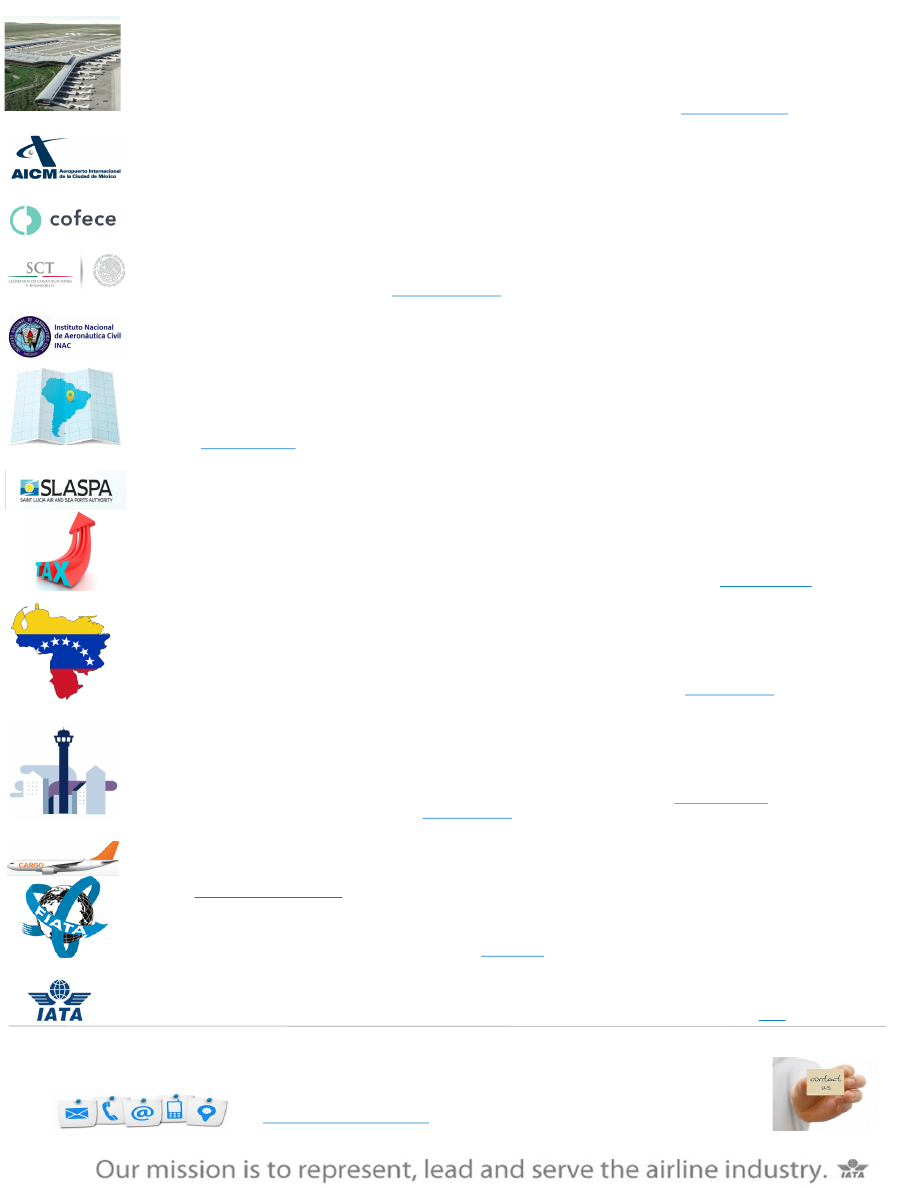 AICM Aeropuerto Internacional
de la Ciudad de México
cofece
SCT
SECRETARÍA DE COMUNICACIONES
Y TRANSPORTES
Instituto Nacional
de Aeronáutica Civil
INAC
SLASPA
SAINT LUCIA AIR AND SEA PORTS AUTHORITY
TAX
CARGO
FIATA
IATA
contact
us
@
Our mission is to represent, lead and serve the airline industry. IATA